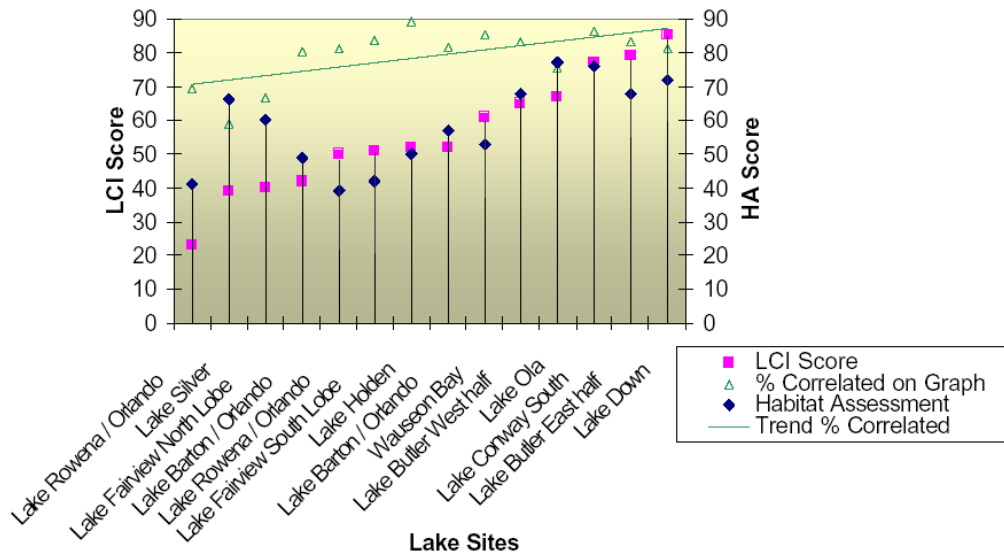 90
80
70
60
50
40
30
20
10
0
LCI Score
90
80
70
60
50
40
30
20
10
0
HA Score
Lake Rowena / Orlando
Lake Silver
Lake Fairview North Lobe
Lake Barton / Orlando
Lake Rowena / Orlando
Lake Fairview South Lobe
Lake Holden
Lake Barton / Orlando
Wauseon Bay
Lake Butler West half
Lake Ola
Lake Conway South
Lake Butler East half
Lake Down
Lake Sites
LCI Score
% Correlated on Graph
Habitat Assessment
Trend % Correlated